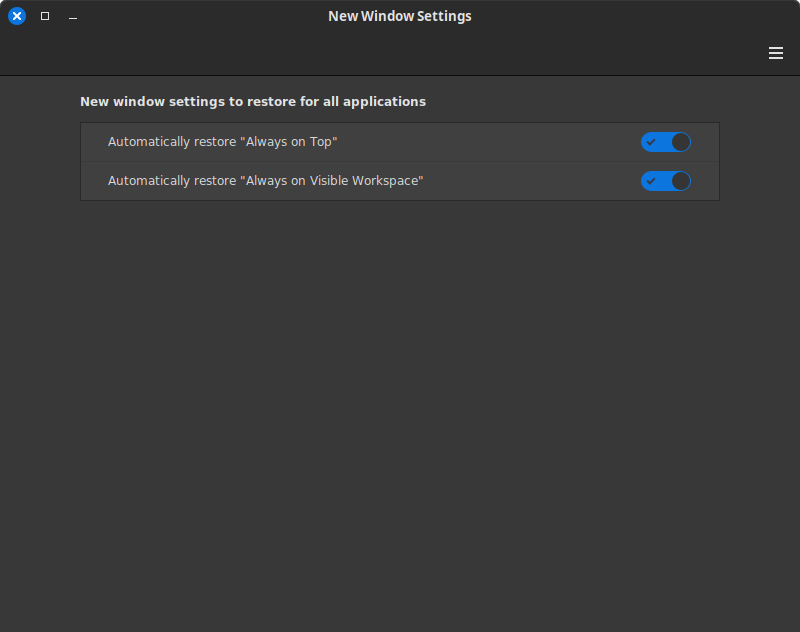 New Window Settings
New window settings to restore for all applications
Automatically restore "Always on Top"
Automatically restore "Always on Visible Workspace"